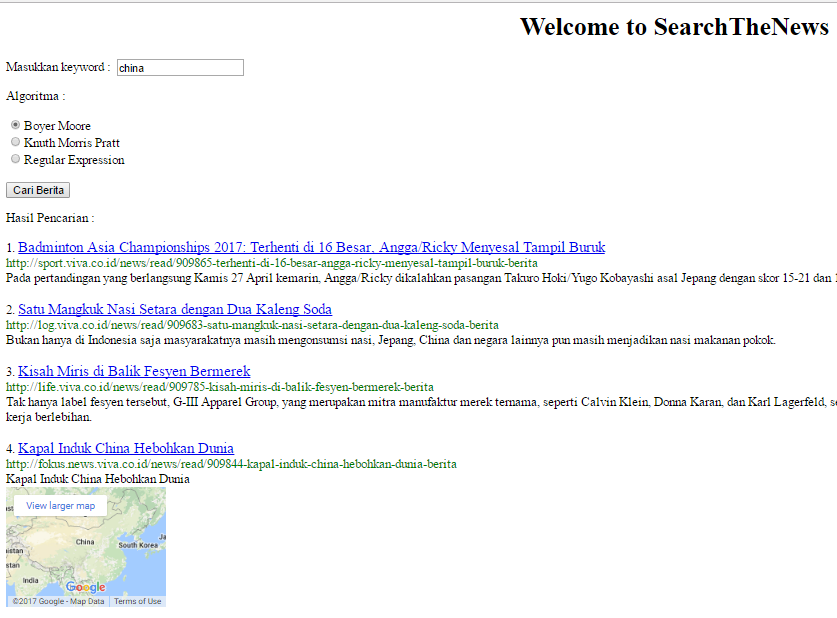 Welcome to SearchTheNews
Masukkan keyword : china
Algoritma :
Boyer Moore
Knuth Morris Pratt
Regular Expression
Cari Berita
Hasil Pencarian :
1. Badminton Asia Championships 2017: Terhenti di 16 Besar, Angga/Ricky Menyesal Tampil Buruk
http://sport.viva.co.id/news/read/909865-terhenti-di-16-besar-angga-ricky-menyesal-tampil-buruk-berita
Pada pertandingan yang berlangsung Kamis 27 April kemarin, Angga/Ricky dikalahkan pasangan Takuro Hoki/Yugo Kobayashi asal Jepang dengan skor 15-21 dan
2. Satu Mangkuk Nasi Setara dengan Dua Kaleng Soda
http://log.viva.co.id/news/read/909683-satu-mangkuk-nasi-setara-dengan-dua-kaleng-soda-berita
Bukan hanya di Indonesia saja masyarakatnya masih mengonsumsi nasi, Jepang, China dan negara lainnya pun masih menjadikan nasi makanan pokok.
3. Kisah Miris di Balik Fesyen Bermerek
http://life.viva.co.id/news/read/909785-kisah-miris-di-balik-fesyen-bermerek-berita
Tak hanya label fesyen tersebut, G-III Apparel Group, yang merupakan mitra manufaktur merek ternama, seperti Calvin Klein, Donna Karan, dan Karl Lagerfeld,
kerja berlebihan.
4. Kapal Induk China Hebohkan Dunia
http://fokus.news.viva.co.id/news/read/909844-kapal-induk-china-hebohkan-dunia-berita
Kapal Induk China Hebohkan Dunia
View larger map
China
South Korea
India
Google
©2017 Google - Map Data
Terms of Use